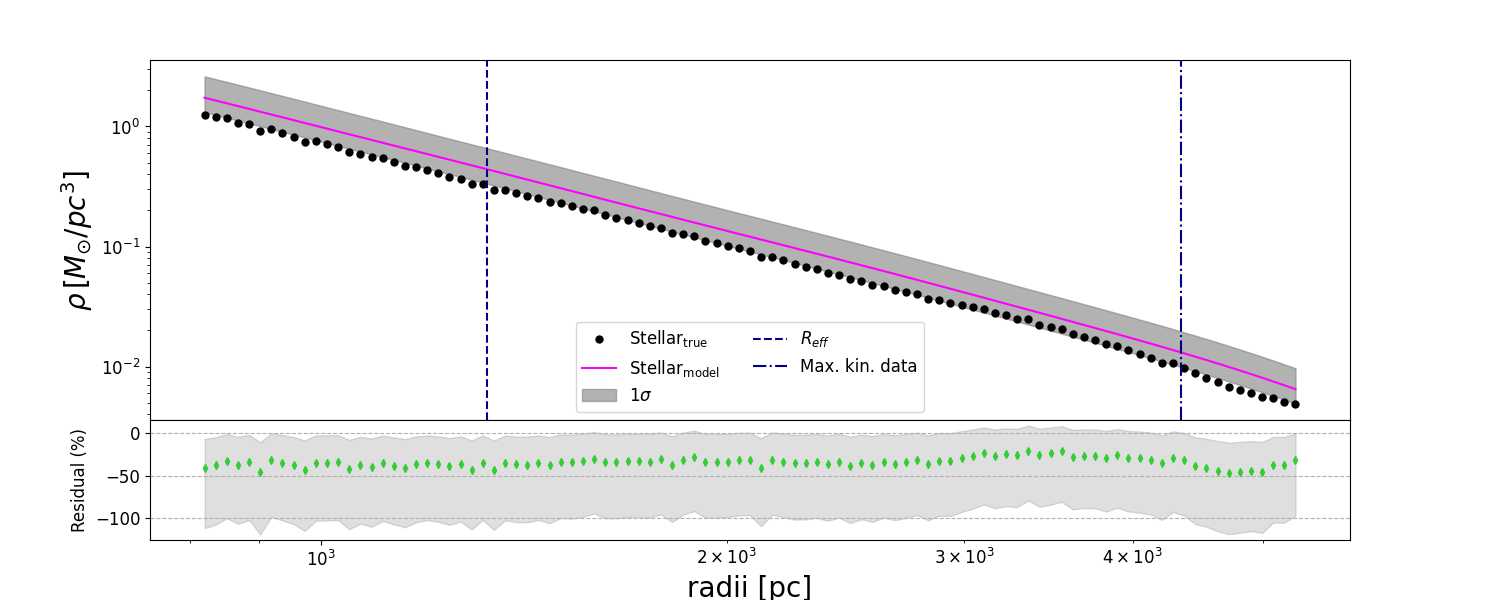 10⁰
10⁻¹
10⁻²
ρ [M⊙/pc³]
Stellar_true
Stellar_model
1σ
R_eff
Max. kin. data
0
−50
−100
Residual (%)
10³
2 × 10³
3 × 10³
4 × 10³
radii [pc]